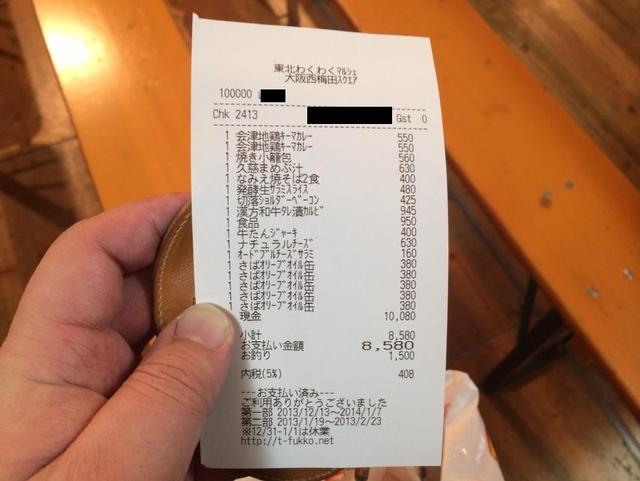 東北わくわくﾏﾙｼｪ
大阪西梅田ｽｸｴｱ
100000
Chk 2413 Gst 0
1 会津地鶏ｷｰﾏｶﾚｰ 550
1 会津地鶏ｷｰﾏｶﾚｰ 550
1 焼き小籠包 560
1 久慈まめぶ汁 630
1 なみえ焼そば2食 400
1 発酵生ｻﾗﾐｽﾗｲｽ 480
1 切落ｼｮﾙﾀﾞｰﾍﾞｰｺﾝ 425
1 漢方和牛ﾀﾚ漬ｶﾙﾋﾞ 945
1 食品 950
1 牛たんｼﾞｬｰｷ 400
1 ﾅﾁｭﾗﾙﾁｰｽﾞ 630
1 ｵｰﾄﾞﾌﾞﾙﾁｰｽﾞｻﾗﾐ 160
1 さばｵﾘｰﾌﾞｵｲﾙ缶 380
1 さばｵﾘｰﾌﾞｵｲﾙ缶 380
1 さばｵﾘｰﾌﾞｵｲﾙ缶 380
1 さばｵﾘｰﾌﾞｵｲﾙ缶 380
1 さばｵﾘｰﾌﾞｵｲﾙ缶 380
現金 10,080
小計 8,580
お支払い金額 8,580
お釣り 1,500
内税(5%) 408
---お支払い済み---
ご利用ありがとうございました
第一部 2013/12/13～2014/1/7
第二部 2013/1/19～2013/2/23
※12/31-1/1は休業
http://t-fukko.net